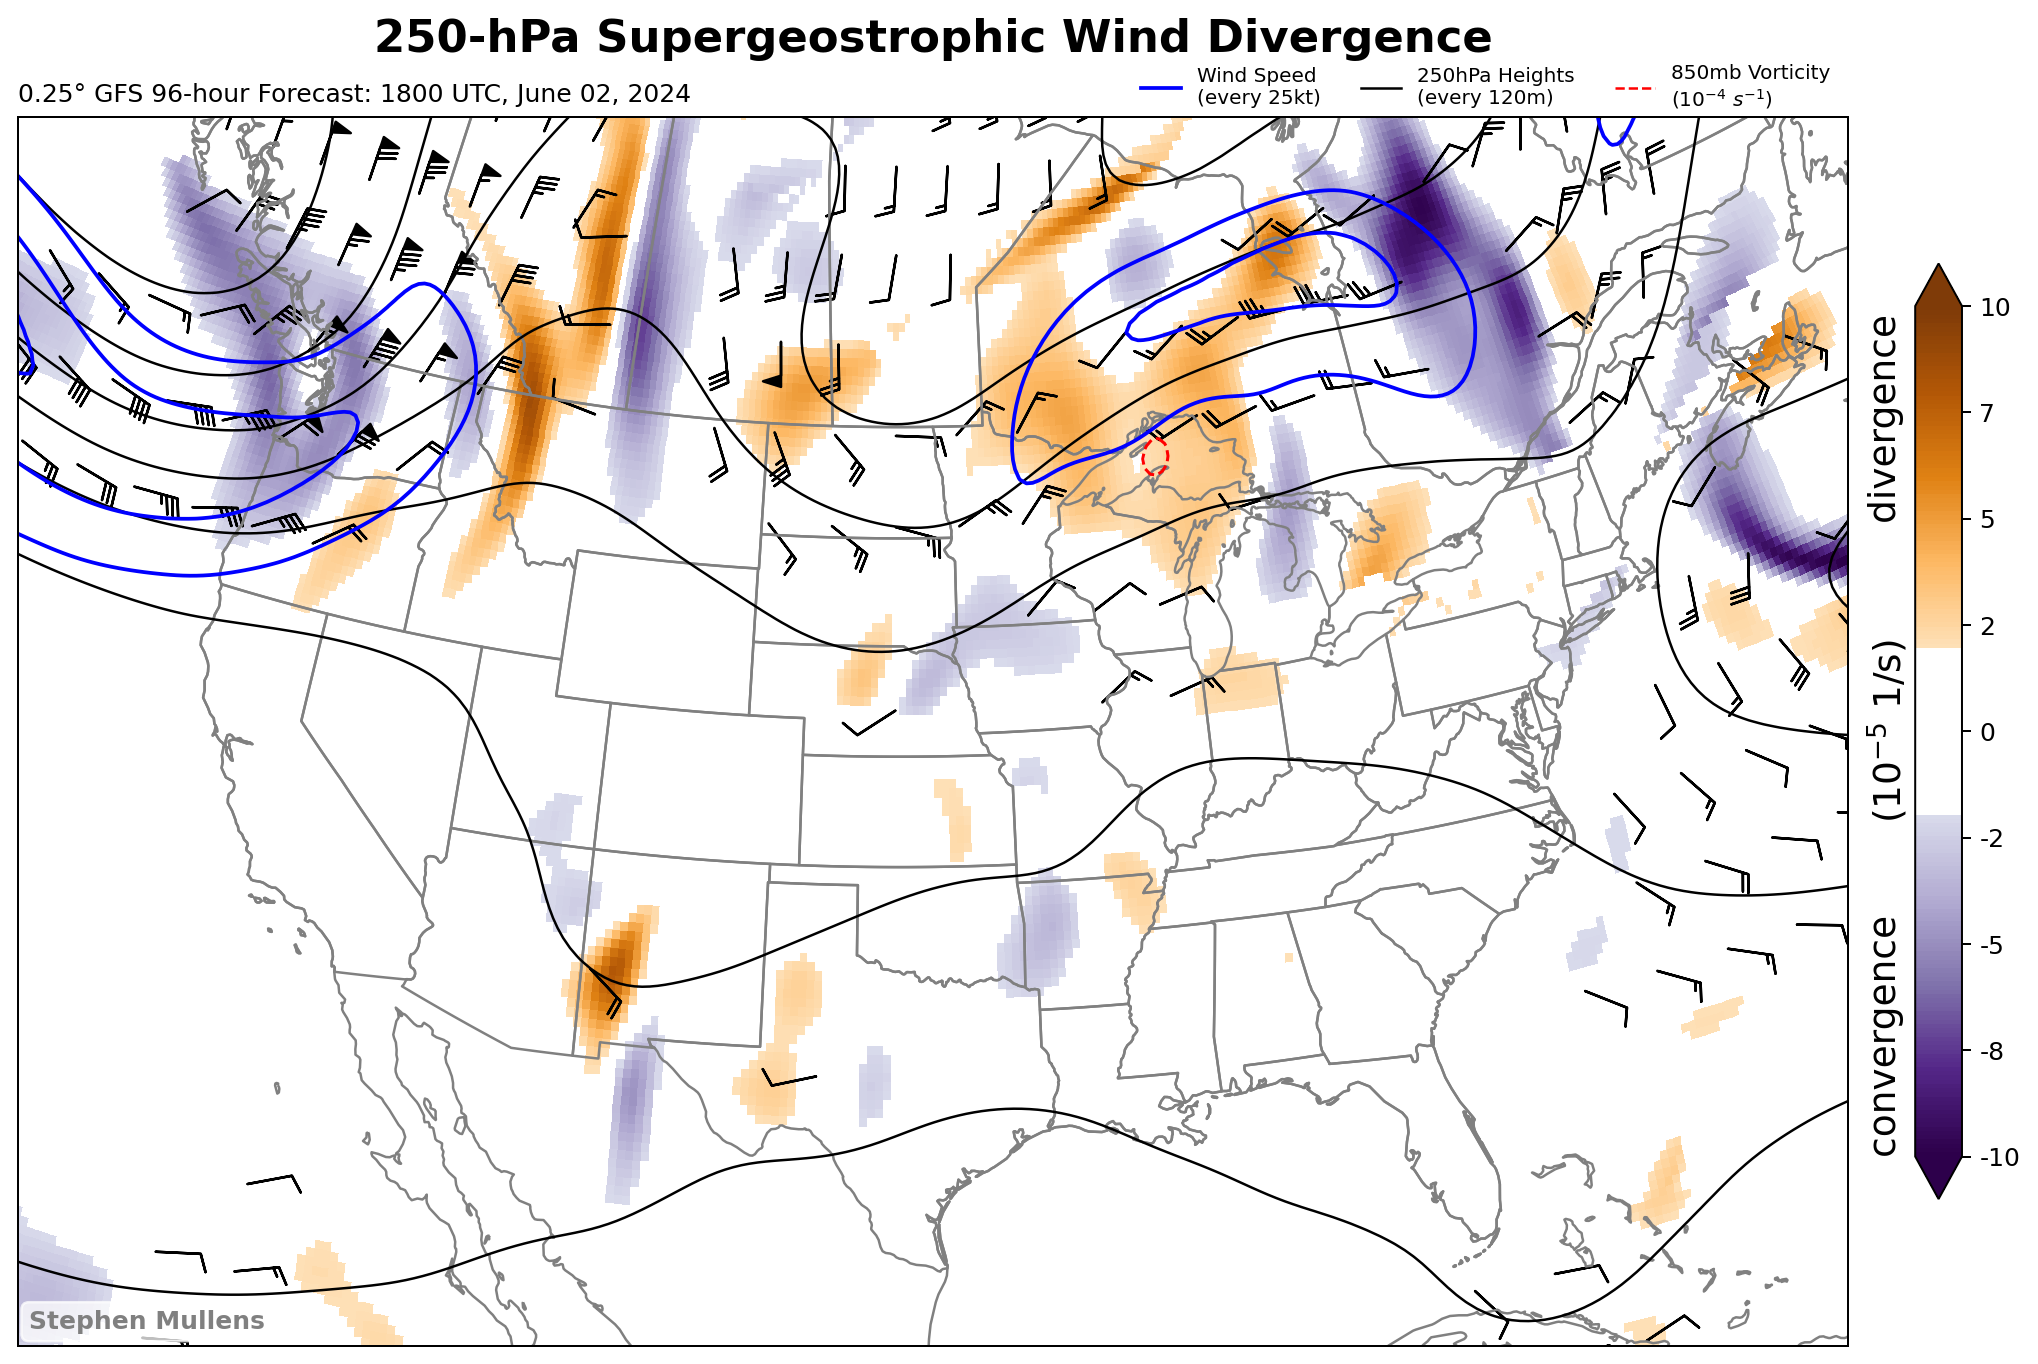 250-hPa Supergeostrophic Wind Divergence
0.25° GFS 96-hour Forecast: 1800 UTC, June 02, 2024
Wind Speed
(every 25kt)
250hPa Heights
(every 120m)
850mb Vorticity
(10⁻⁴ s⁻¹)
10
7
5
2
0
-2
-5
-8
-10
convergence (10⁻⁵ 1/s) divergence
Stephen Mullens